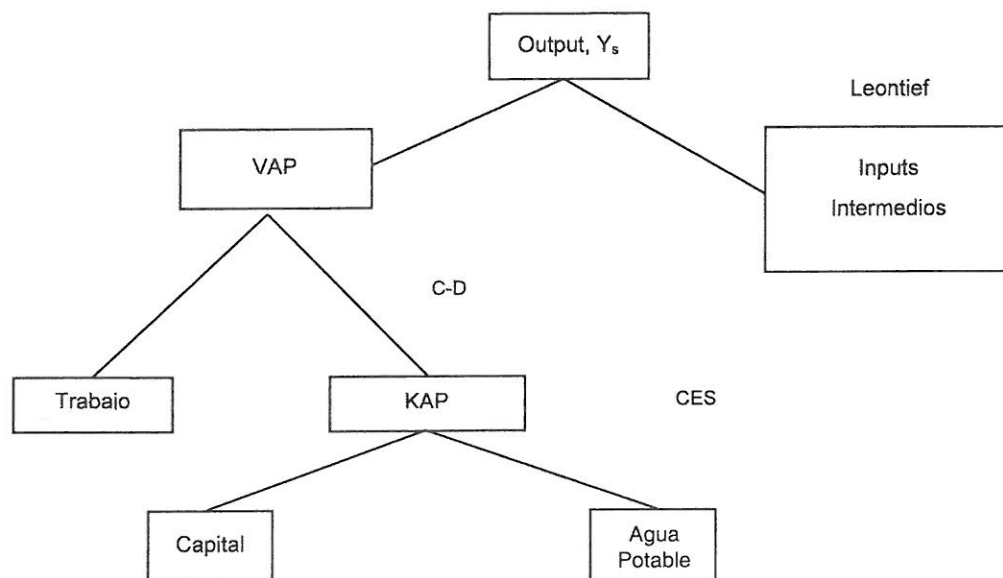 Output, Yₛ
Leontief
VAP
Inputs
Intermedios
C-D
Trabajo
KAP
CES
Capital
Agua
Potable